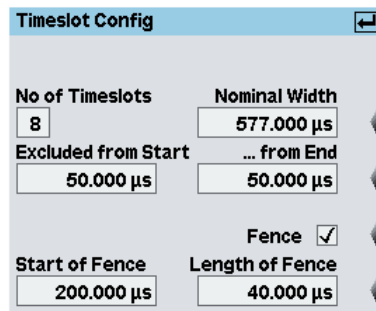 Timeslot Config
No of Timeslots Nominal Width
8 577.000 µs
Excluded from Start ... from End
50.000 µs 50.000 µs
Fence
Start of Fence Length of Fence
200.000 µs 40.000 µs